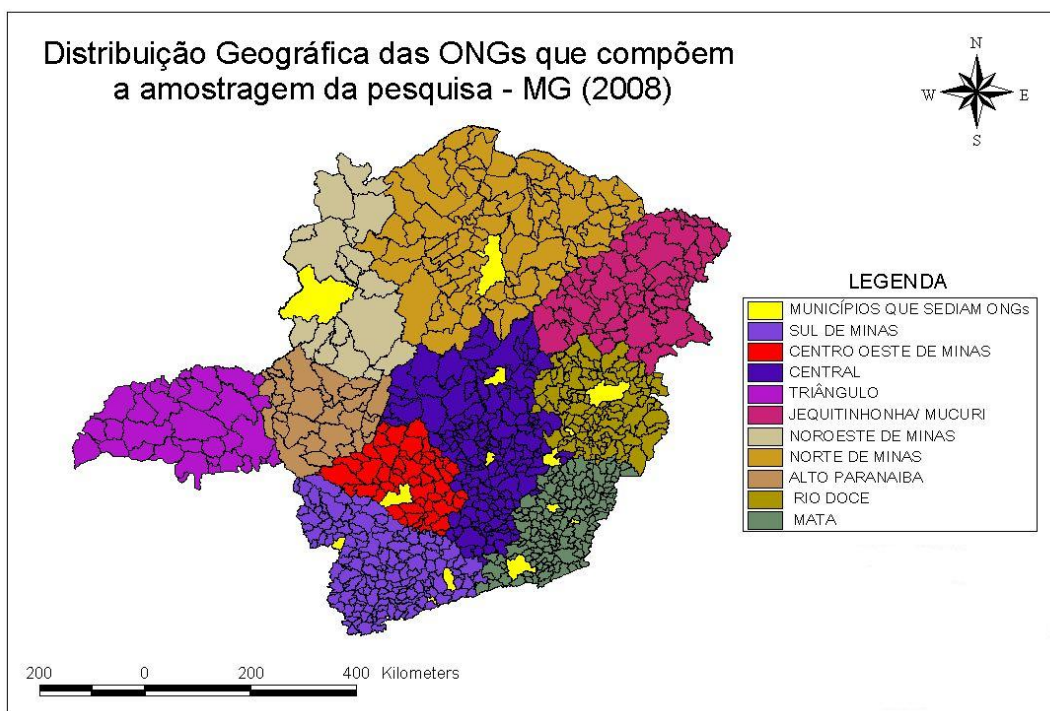 Distribuição Geográfica das ONGs que compõem
a amostragem da pesquisa - MG (2008)
N
W E
S
LEGENDA
MUNICÍPIOS QUE SEDIAM ONGs
SUL DE MINAS
CENTRO OESTE DE MINAS
CENTRAL
TRIÂNGULO
JEQUITINHONHA/ MUCURI
NOROESTE DE MINAS
NORTE DE MINAS
ALTO PARANAIBA
RIO DOCE
MATA
200 0 200 400 Kilometers